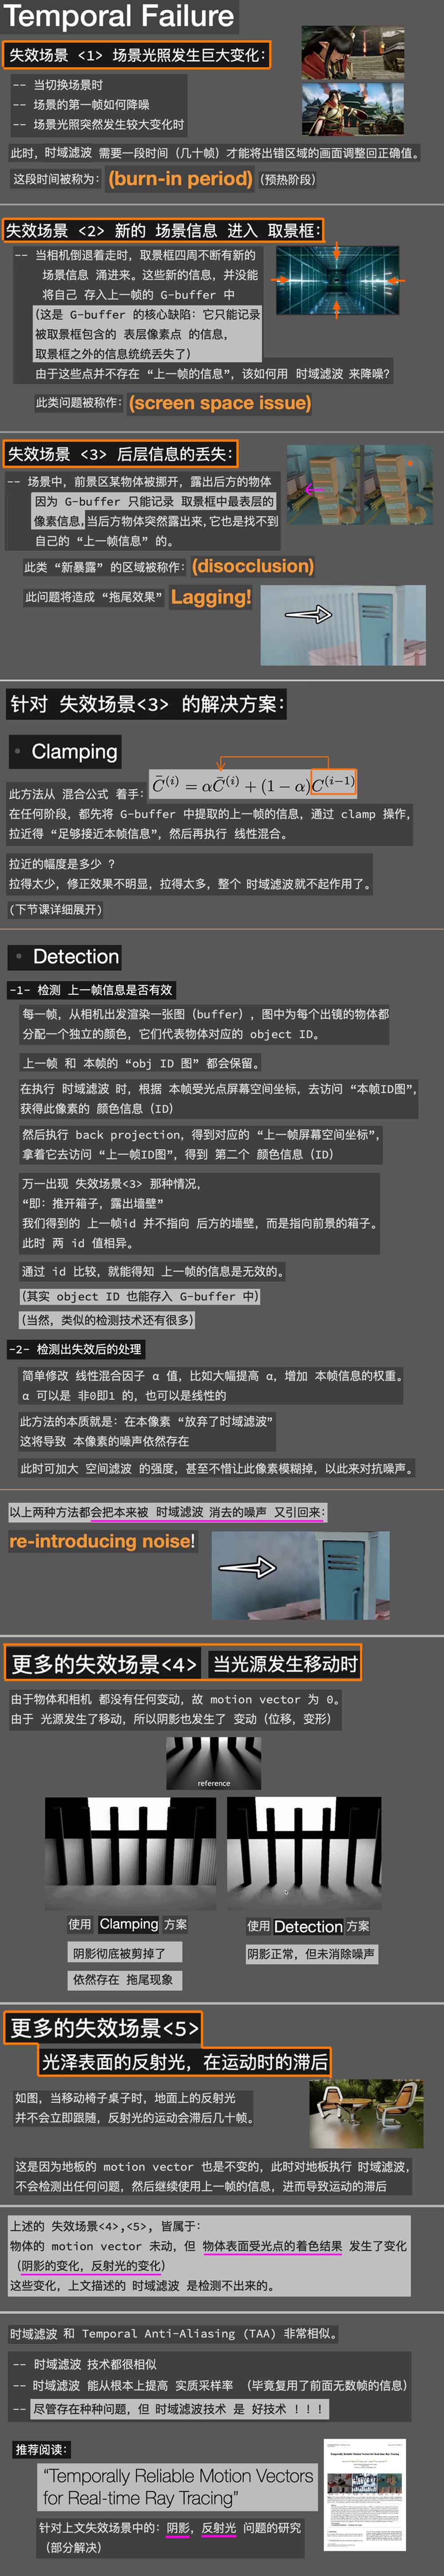 Temporal Failure
失效场景 <1> 场景光照发生巨大变化:
-- 当切换场景时
-- 场景的第一帧如何降噪
-- 场景光照突然发生较大变化时
此时，时域滤波 需要一段时间（几十帧）才能将出错区域的画面调整回正确值。
这段时间被称为: (burn-in period) (预热阶段)
失效场景 <2> 新的 场景信息 进入 取景框:
-- 当相机倒退着走时，取景框四周不断有新的
场景信息 涌进来。这些新的信息，并没能
将自己 存入上一帧的 G-buffer 中
(这是 G-buffer 的核心缺陷: 它只能记录
被取景框包含的 表层像素点 的信息,
取景框之外的信息统统丢失了)
由于这些点并不存在 “上一帧的信息”，该如何用 时域滤波 来降噪?
此类问题被称作: (screen space issue)
失效场景 <3> 后层信息的丢失:
-- 场景中，前景区某物体被挪开，露出后方的物体
因为 G-buffer 只能记录 取景框中最表层的
像素信息,当后方物体突然露出来,它也是找不到
自己的 “上一帧信息” 的。
此类 “新暴露” 的区域被称作: (disocclusion)
此问题将造成 “拖尾效果” Lagging!
针对 失效场景<3> 的解决方案:
• Clamping
此方法从 混合公式 着手: C̄⁽ⁱ⁾ = αC̄⁽ⁱ⁾ + (1 − α)C⁽ⁱ⁻¹⁾
在任何阶段，都先将 G-buffer 中提取的上一帧的信息，通过 clamp 操作,
拉近得 “足够接近本帧信息”，然后再执行 线性混合。
拉近的幅度是多少 ?
拉得太少，修正效果不明显，拉得太多，整个 时域滤波就不起作用了。
(下节课详细展开)
• Detection
-1- 检测 上一帧信息是否有效
每一帧，从相机出发渲染一张图（buffer），图中为每个出镜的物体都
分配一个独立的颜色，它们代表物体对应的 object ID。
上一帧 和 本帧的 “obj ID 图” 都会保留。
在执行 时域滤波 时，根据 本帧受光点屏幕空间坐标，去访问 “本帧ID图”,
获得此像素的 颜色信息（ID）
然后执行 back projection，得到对应的 “上一帧屏幕空间坐标”,
拿着它去访问 “上一帧ID图”，得到 第二个 颜色信息（ID）
万一出现 失效场景<3> 那种情况,
“即: 推开箱子，露出墙壁”
我们得到的 上一帧id 并不指向 后方的墙壁，而是指向前景的箱子。
此时 两 id 值相异。
通过 id 比较，就能得知 上一帧的信息是无效的。
(其实 object ID 也能存入 G-buffer 中)
(当然，类似的检测技术还有很多)
-2- 检测出失效后的处理
简单修改 线性混合因子 α 值，比如大幅提高 α，增加 本帧信息的权重。
α 可以是 非0即1 的，也可以是线性的
此方法的本质就是: 在本像素 “放弃了时域滤波”
这将导致 本像素的噪声依然存在
此时可加大 空间滤波 的强度，甚至不惜让此像素模糊掉，以此来对抗噪声。
以上两种方法都会把本来被 时域滤波 消去的噪声 又引回来:
re-introducing noise!
更多的失效场景<4> 当光源发生移动时
由于物体和相机 都没有任何变动，故 motion vector 为 0。
由于 光源发生了移动，所以阴影也发生了 变动（位移，变形）
reference
使用 Clamping 方案
阴影彻底被剪掉了
依然存在 拖尾现象
使用 Detection 方案
阴影正常，但未消除噪声
更多的失效场景<5>
光泽表面的反射光，在运动时的滞后
如图，当移动椅子桌子时，地面上的反射光
并不会立即跟随，反射光的运动会滞后几十帧。
这是因为地板的 motion vector 也是不变的，此时对地板执行 时域滤波,
不会检测出任何问题，然后继续使用上一帧的信息，进而导致运动的滞后
上述的 失效场景<4>,<5>, 皆属于:
物体的 motion vector 未动，但 物体表面受光点的着色结果 发生了变化
（阴影的变化，反射光的变化）
这些变化，上文描述的 时域滤波 是检测不出来的。
时域滤波 和 Temporal Anti-Aliasing (TAA) 非常相似。
-- 时域滤波 技术都很相似
-- 时域滤波 能从根本上提高 实质采样率 （毕竟复用了前面无数帧的信息）
-- 尽管存在种种问题，但 时域滤波技术 是 好技术 ! ! !
推荐阅读:
“Temporally Reliable Motion Vectors
for Real-time Ray Tracing”
针对上文失效场景中的: 阴影, 反射光 问题的研究
(部分解决)